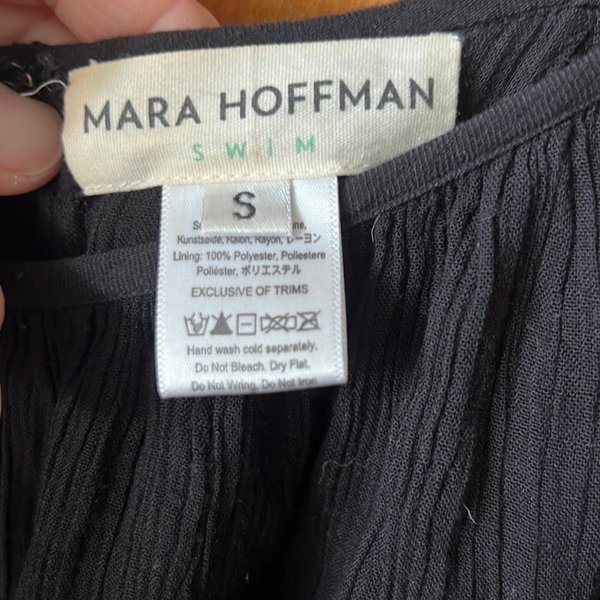 MARA HOFFMAN
SWIM
S
Kunstseide, Raion, Rayon, レーヨン
Lining: 100% Polyester, Poliestere
Poliéster, ポリエステル
EXCLUSIVE OF TRIMS
Hand wash cold separately.
Do Not Bleach. Dry Flat.
Do Not Wring, Do Not Iron